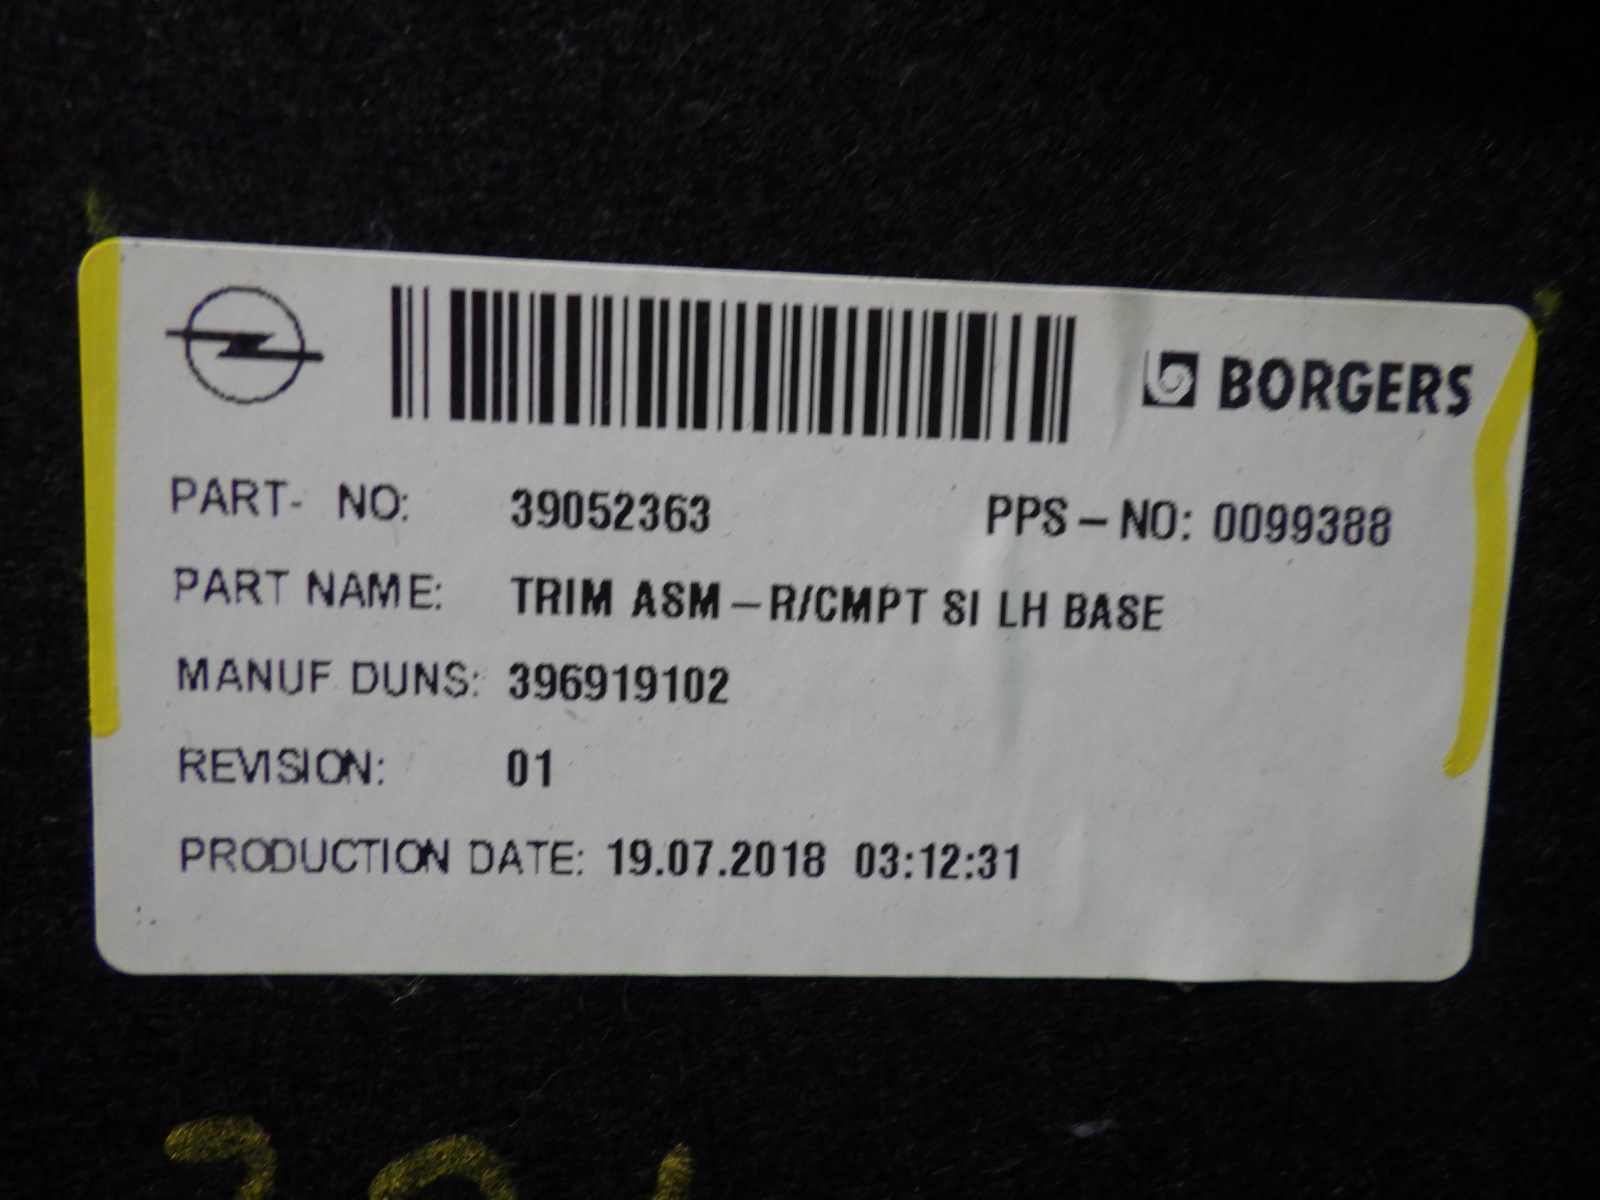 BORGERS
PART- NO: 39052363 PPS-NO: 0099388
PART NAME: TRIM ASM-R/CMPT SI LH BASE
MANUF DUNS: 396919102
REVISION: 01
PRODUCTION DATE: 19.07.2018 03:12:31